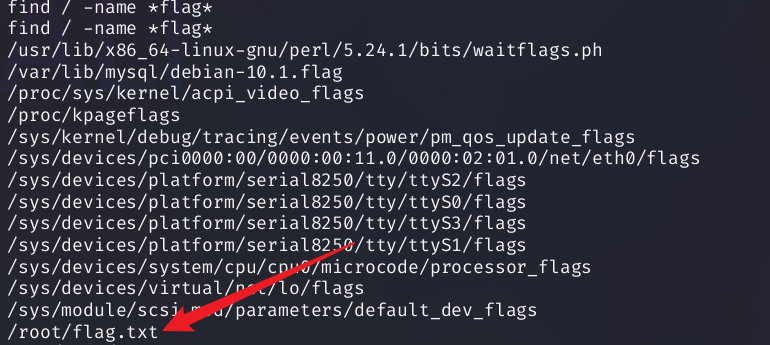 find / -name *flag*
find / -name *flag*
/usr/lib/x86_64-linux-gnu/perl/5.24.1/bits/waitflags.ph
/var/lib/mysql/debian-10.1.flag
/proc/sys/kernel/acpi_video_flags
/proc/kpageflags
/sys/kernel/debug/tracing/events/power/pm_qos_update_flags
/sys/devices/pci0000:00/0000:00:11.0/0000:02:01.0/net/eth0/flags
/sys/devices/platform/serial8250/tty/ttyS2/flags
/sys/devices/platform/serial8250/tty/ttyS0/flags
/sys/devices/platform/serial8250/tty/ttyS3/flags
/sys/devices/platform/serial8250/tty/ttyS1/flags
/sys/devices/system/cpu/cpu0/microcode/processor_flags
/sys/devices/virtual/net/lo/flags
/sys/module/scsi_mod/parameters/default_dev_flags
/root/flag.txt